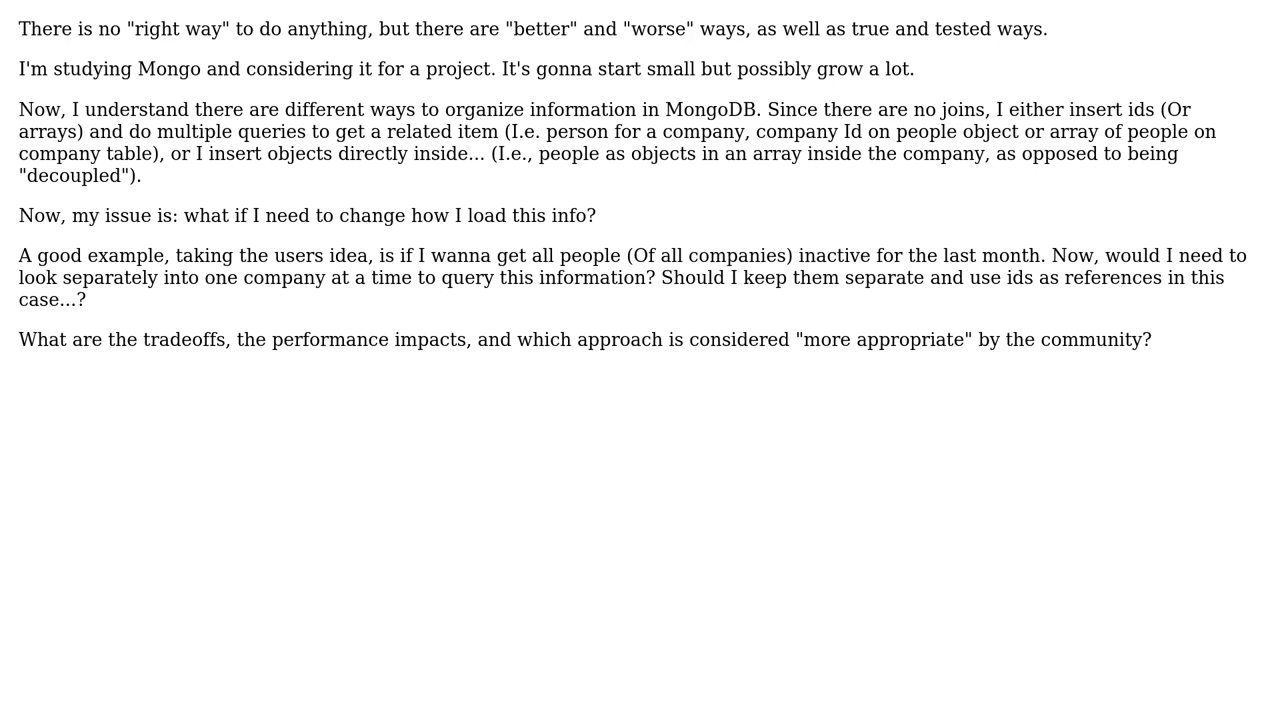 There is no "right way" to do anything, but there are "better" and "worse" ways, as well as true and tested ways.
I'm studying Mongo and considering it for a project. It's gonna start small but possibly grow a lot.
Now, I understand there are different ways to organize information in MongoDB. Since there are no joins, I either insert ids (Or
arrays) and do multiple queries to get a related item (I.e. person for a company, company Id on people object or array of people on
company table), or I insert objects directly inside... (I.e., people as objects in an array inside the company, as opposed to being
"decoupled").
Now, my issue is: what if I need to change how I load this info?
A good example, taking the users idea, is if I wanna get all people (Of all companies) inactive for the last month. Now, would I need to
look separately into one company at a time to query this information? Should I keep them separate and use ids as references in this
case...?
What are the tradeoffs, the performance impacts, and which approach is considered "more appropriate" by the community?